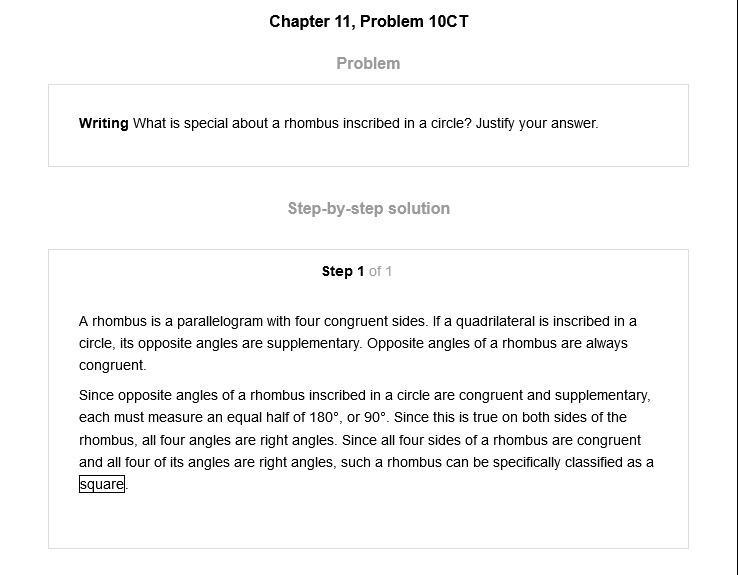 Chapter 11, Problem 10CT
Problem
Writing What is special about a rhombus inscribed in a circle? Justify your answer.
Step-by-step solution
Step 1 of 1
A rhombus is a parallelogram with four congruent sides. If a quadrilateral is inscribed in a
circle, its opposite angles are supplementary. Opposite angles of a rhombus are always
congruent.
Since opposite angles of a rhombus inscribed in a circle are congruent and supplementary,
each must measure an equal half of 180°, or 90°. Since this is true on both sides of the
rhombus, all four angles are right angles. Since all four sides of a rhombus are congruent
and all four of its angles are right angles, such a rhombus can be specifically classified as a
square.